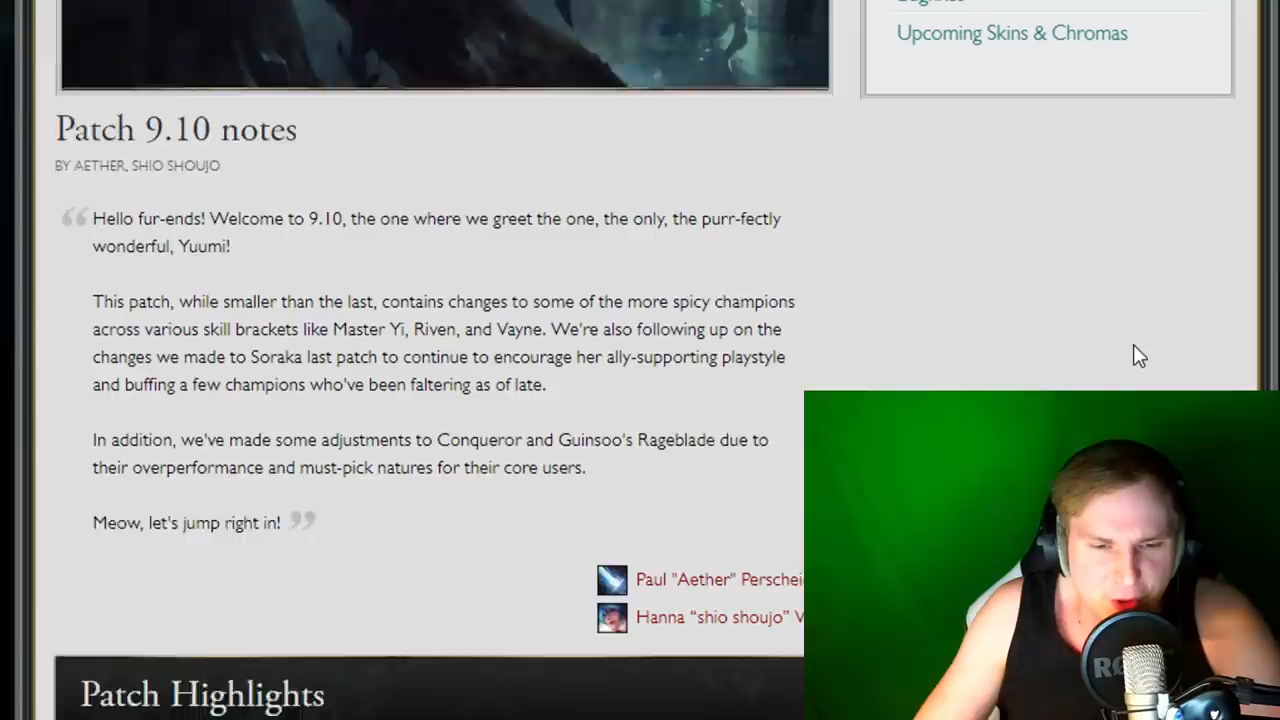 Upcoming Skins & Chromas
Patch 9.10 notes
BY AETHER, SHIO SHOUJO
“ Hello fur-ends! Welcome to 9.10, the one where we greet the one, the only, the purr-fectly
wonderful, Yuumi!
This patch, while smaller than the last, contains changes to some of the more spicy champions
across various skill brackets like Master Yi, Riven, and Vayne. We're also following up on the
changes we made to Soraka last patch to continue to encourage her ally-supporting playstyle
and buffing a few champions who've been faltering as of late.
In addition, we've made some adjustments to Conqueror and Guinsoo's Rageblade due to
their overperformance and must-pick natures for their core users.
Meow, let's jump right in! ”
Paul "Aether" Perschei
Hanna “shio shoujo” V
Patch Highlights